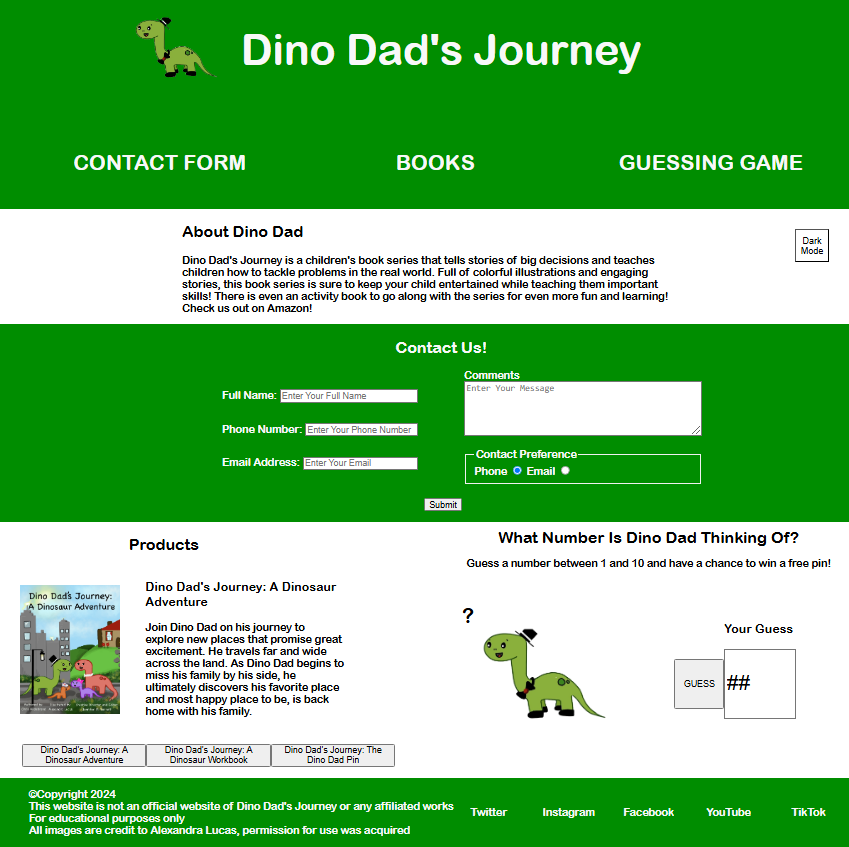 Dino Dad's Journey
CONTACT FORM
BOOKS
GUESSING GAME
About Dino Dad
Dark
Mode
Dino Dad's Journey is a children's book series that tells stories of big decisions and teaches
children how to tackle problems in the real world. Full of colorful illustrations and engaging
stories, this book series is sure to keep your child entertained while teaching them important
skills! There is even an activity book to go along with the series for even more fun and learning!
Check us out on Amazon!
Contact Us!
Full Name: Enter Your Full Name
Phone Number: Enter Your Phone Number
Email Address: Enter Your Email
Comments
Enter Your Message
Contact Preference
Phone Email
Submit
Products
Dino Dad's Journey:
A Dinosaur Adventure
Dino Dad's Journey: A Dinosaur
Adventure
Join Dino Dad on his journey to
explore new places that promise great
excitement. He travels far and wide
across the land. As Dino Dad begins to
miss his family by his side, he
ultimately discovers his favorite place
and most happy place to be, is back
home with his family.
Dino Dad's Journey: A
Dinosaur Adventure
Dino Dad's Journey: A
Dinosaur Workbook
Dino Dad's Journey: The
Dino Dad Pin
What Number Is Dino Dad Thinking Of?
Guess a number between 1 and 10 and have a chance to win a free pin!
?
Your Guess
GUESS
##
©Copyright 2024
This website is not an official website of Dino Dad's Journey or any affiliated works
For educational purposes only
All images are credit to Alexandra Lucas, permission for use was acquired
Twitter
Instagram
Facebook
YouTube
TikTok